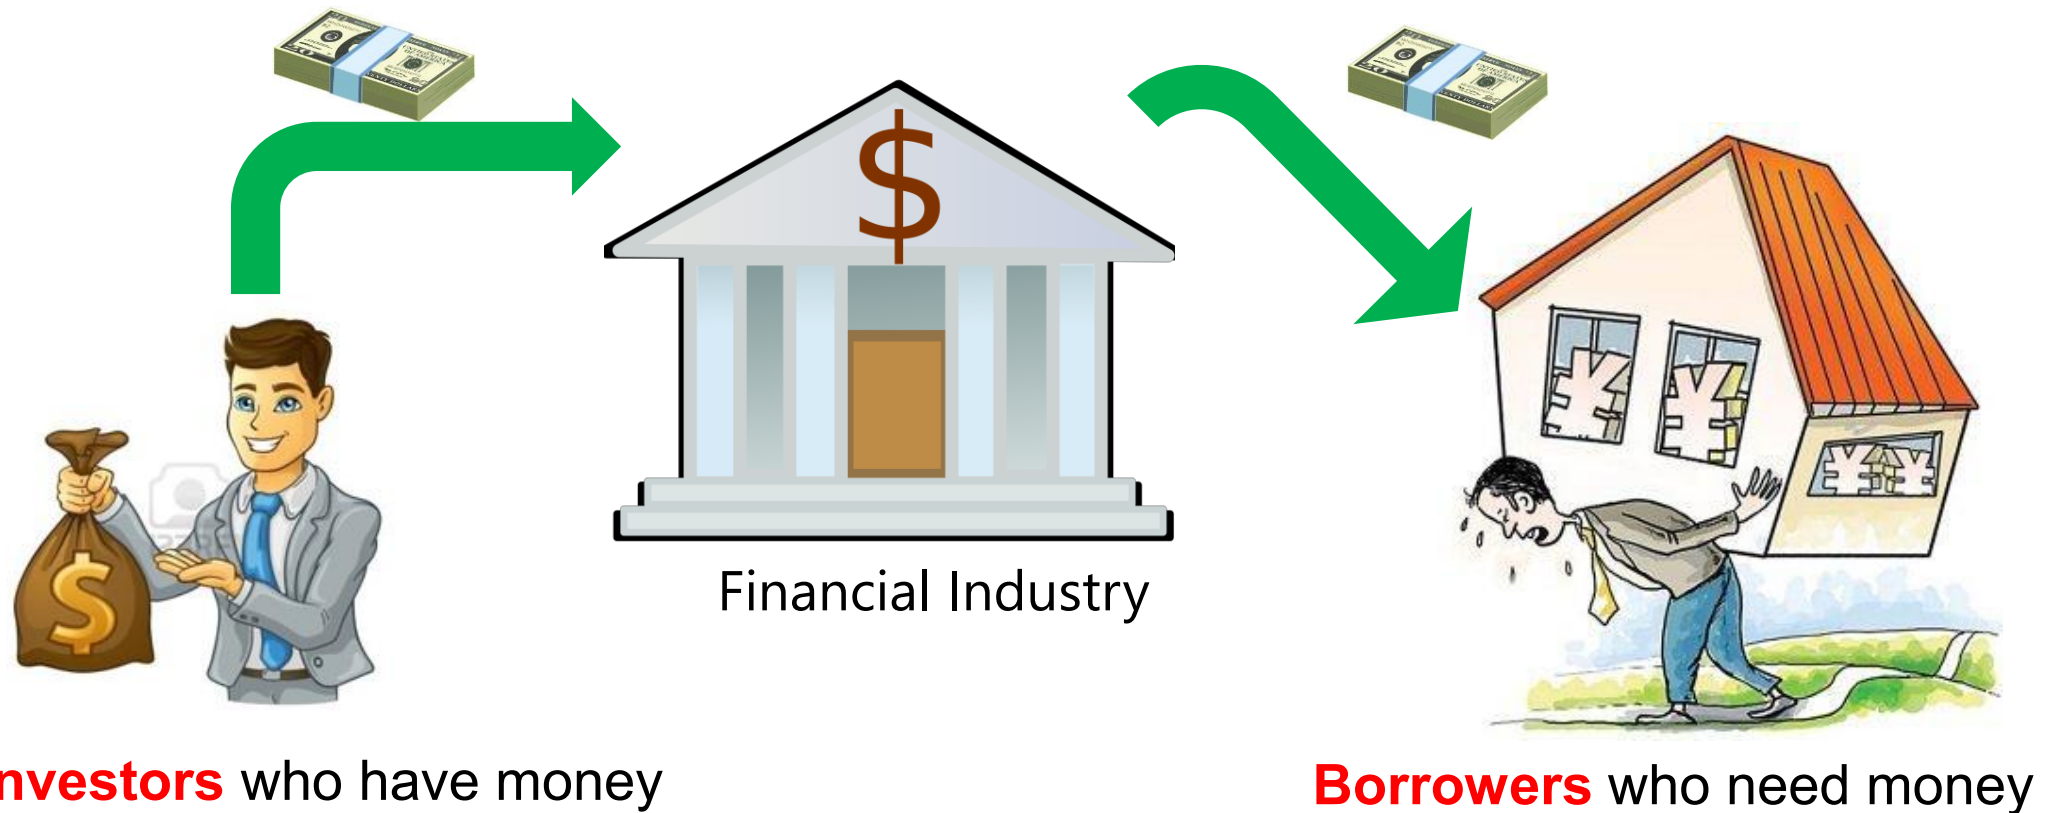 $
Financial Industry
$
nvestors who have money
Borrowers who need money